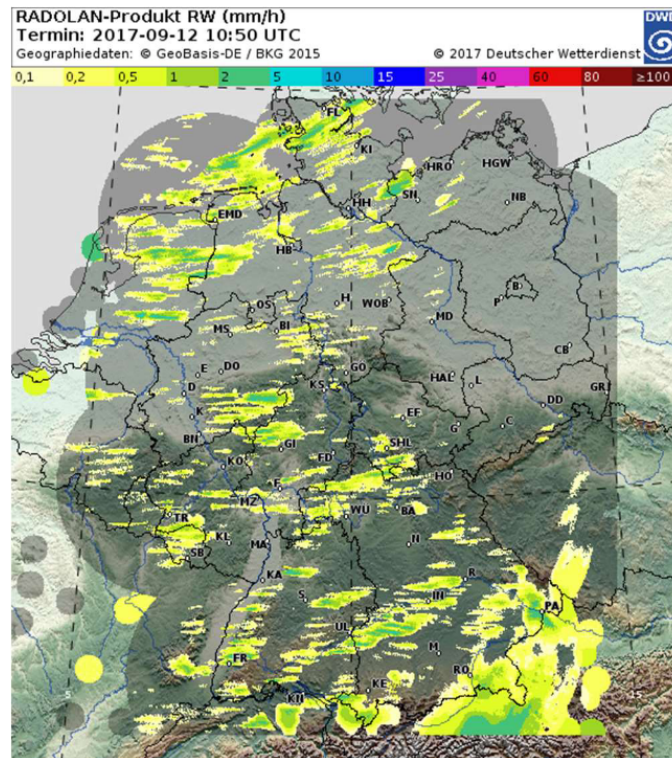 RADOLAN-Produkt RW (mm/h)
Termin: 2017-09-12 10:50 UTC
Geographiedaten: © GeoBasis-DE / BKG 2015 © 2017 Deutscher Wetterdienst
DWD
0,1 0,2 0,5 1 2 5 10 15 25 40 60 80 ≥100
FL
KI
HRO HGW
SN NB
HH
EMD
HB
B
P
H WOB
OS
MD
BI
MS
CB
E DO
GO
HAL L
D
KS
GR
DD
K
EF
G C
BN
GI SHL
KO FD
HO
F
MZ
BA
TR WU
KL
MA N
SB
KA R
S IN
PA
UL
M
FR RO
KE
KN
5 15